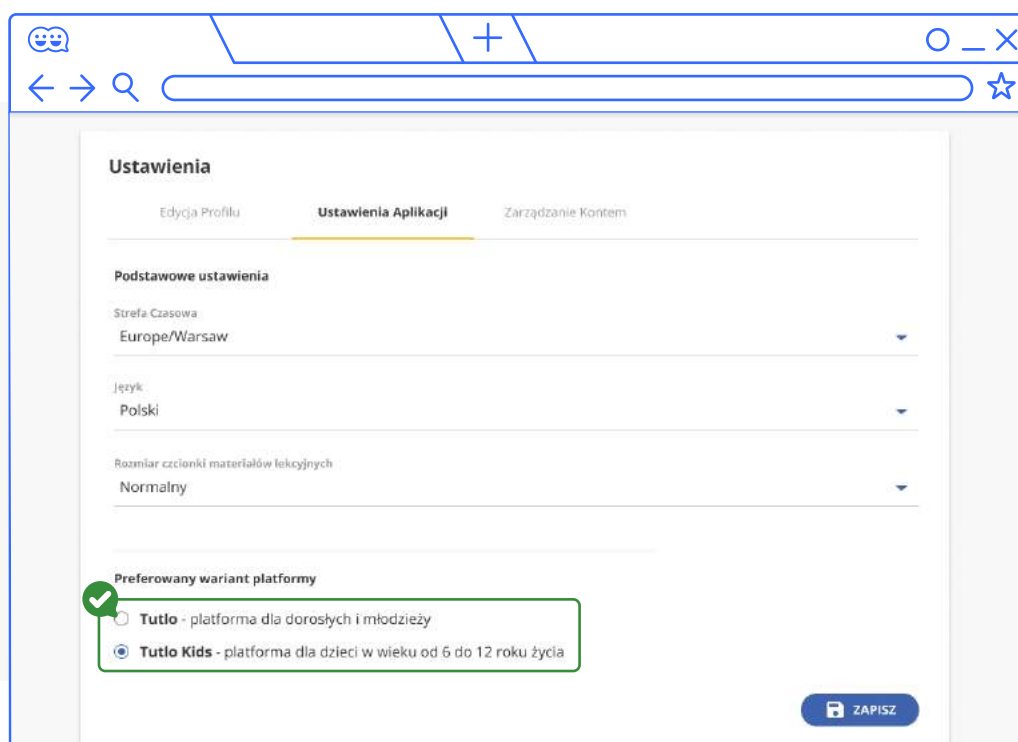 Ustawienia
Edycja Profilu Ustawienia Aplikacji Zarządzanie Kontem
Podstawowe ustawienia
Strefa Czasowa
Europe/Warsaw
Język
Polski
Rozmiar czcionki materiałów lekcyjnych
Normalny
Preferowany wariant platformy
Tutlo - platforma dla dorosłych i młodzieży
Tutlo Kids - platforma dla dzieci w wieku od 6 do 12 roku życia
ZAPISZ